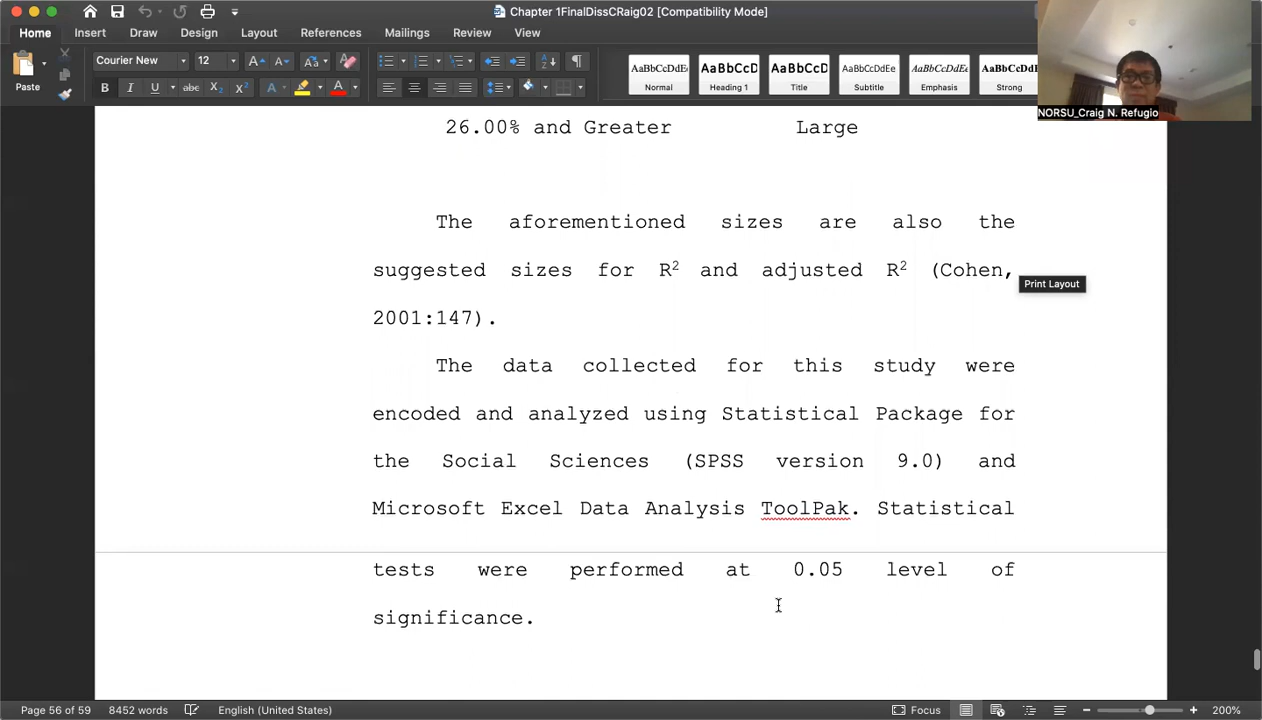 Chapter 1FinalDissCRaig02 [Compatibility Mode]
Home Insert Draw Design Layout References Mailings Review View
Paste
Courier New 12
AaBbCcDdEe AaBbCcD AaBbCcD AaBbCcDdEe AaBbCcDdEe AaBbCcD
Normal Heading 1 Title Subtitle Emphasis Strong
NORSU_Craig N. Refugio
26.00% and Greater Large
The aforementioned sizes are also the
suggested sizes for R² and adjusted R² (Cohen,
Print Layout
2001:147).
The data collected for this study were
encoded and analyzed using Statistical Package for
the Social Sciences (SPSS version 9.0) and
Microsoft Excel Data Analysis ToolPak. Statistical
tests were performed at 0.05 level of
significance.
Page 56 of 59 8452 words English (United States) Focus 200%